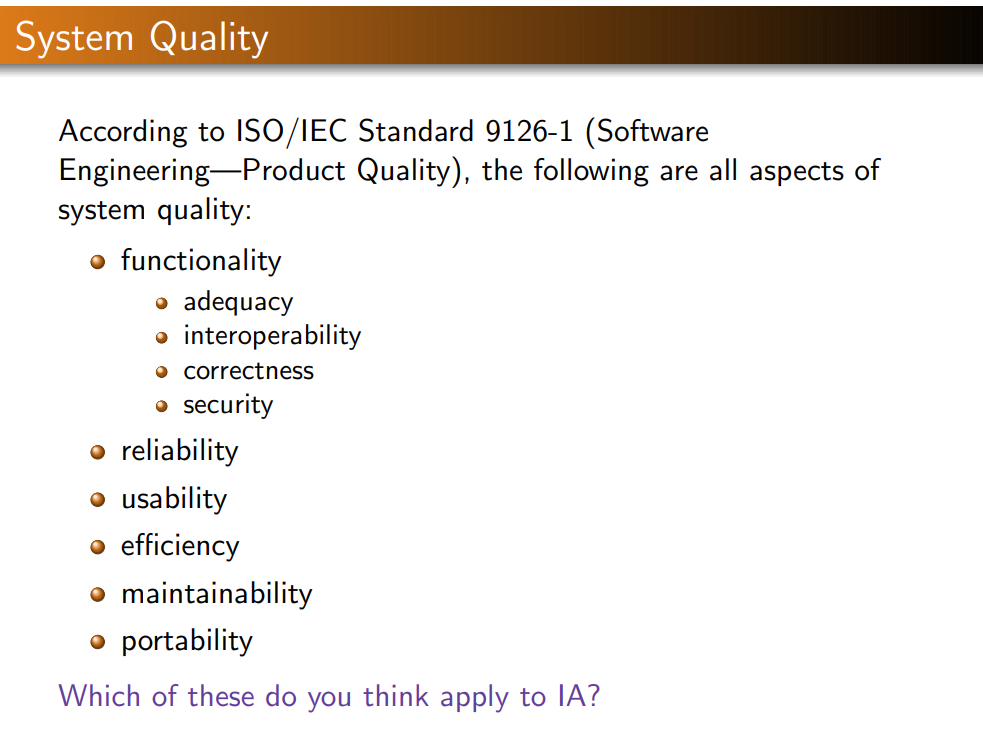 System Quality
According to ISO/IEC Standard 9126-1 (Software
Engineering—Product Quality), the following are all aspects of
system quality:
functionality
adequacy
interoperability
correctness
security
reliability
usability
efficiency
maintainability
portability
Which of these do you think apply to IA?